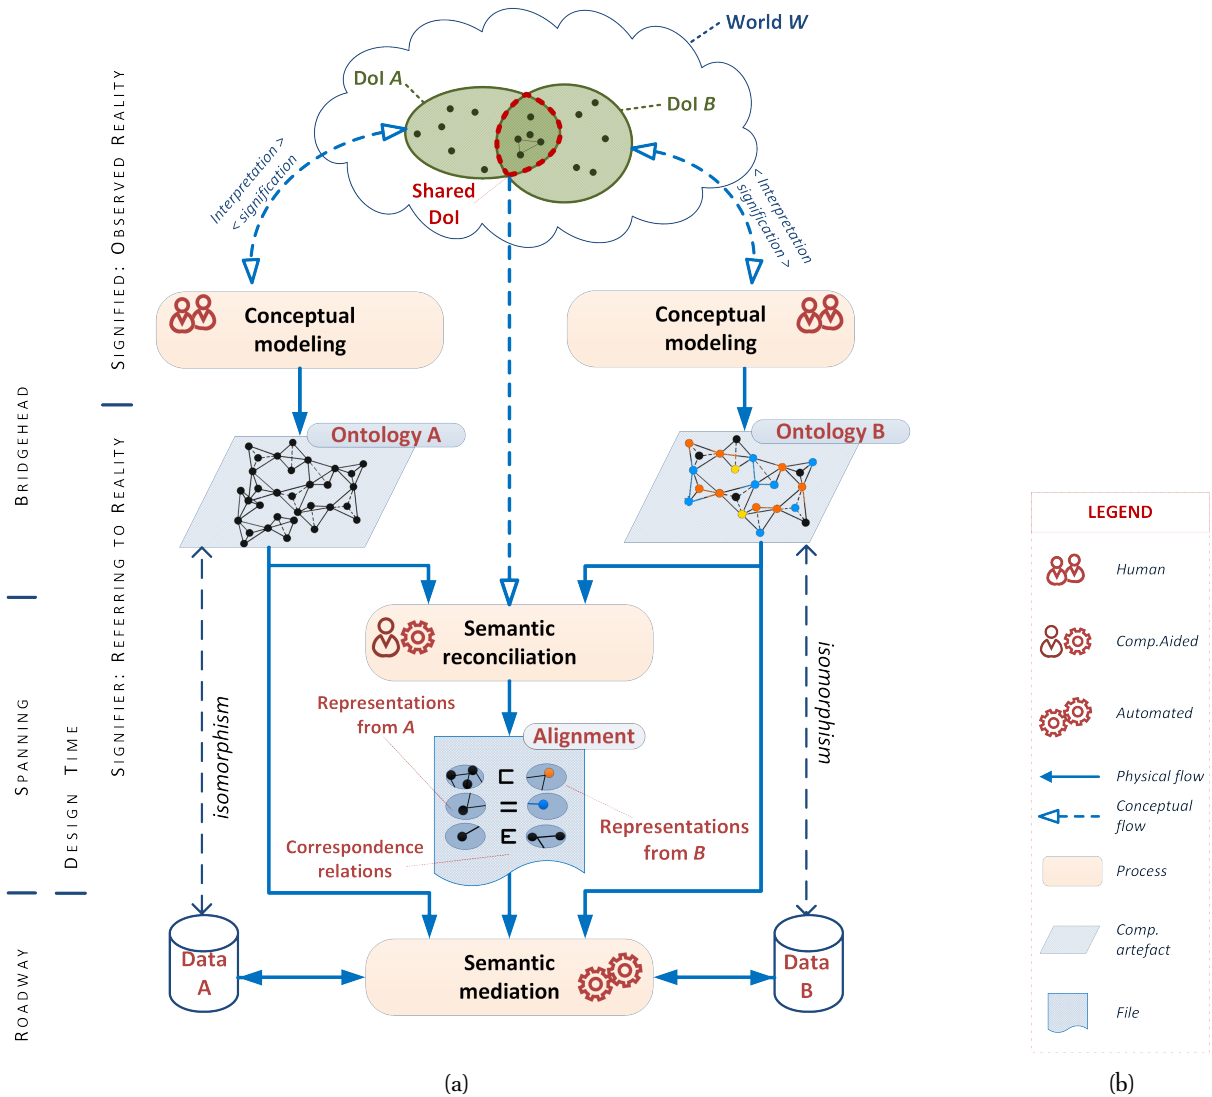 World W
DoI A
DoI B
Shared
DoI
Interpretation >
< signification
< Interpretation
signification >
Conceptual
modeling
Conceptual
modeling
Ontology A
Ontology B
Semantic
reconciliation
isomorphism
isomorphism
Representations
from A
Alignment
Representations
from B
Correspondence
relations
Data
A
Semantic
mediation
Data
B
SIGNIFIED: OBSERVED REALITY
SIGNIFIER: REFERRING TO REALITY
BRIDGEHEAD
SPANNING
DESIGN TIME
ROADWAY
(a)
LEGEND
Human
Comp.Aided
Automated
Physical flow
Conceptual
flow
Process
Comp.
artefact
File
(b)